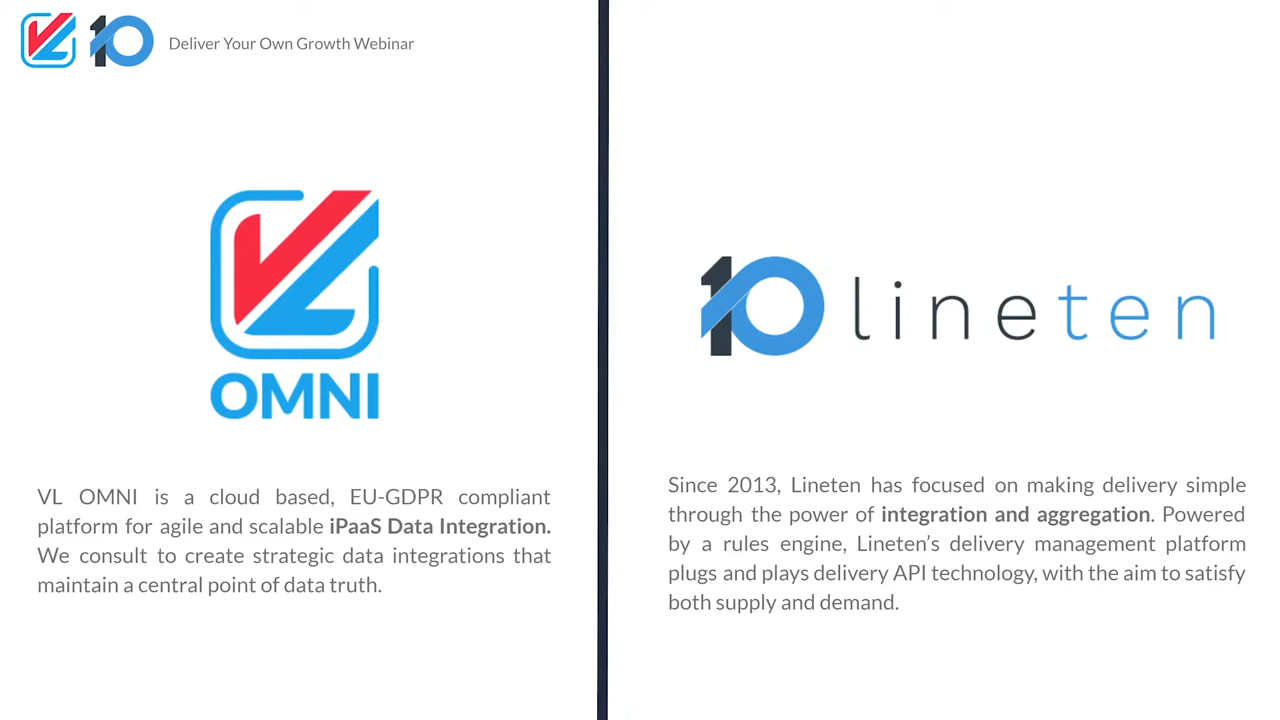 10 Deliver Your Own Growth Webinar
VL
OMNI
VL OMNI is a cloud based, EU-GDPR compliant
platform for agile and scalable iPaaS Data Integration.
We consult to create strategic data integrations that
maintain a central point of data truth.
10 lineten
Since 2013, Lineten has focused on making delivery simple
through the power of integration and aggregation. Powered
by a rules engine, Lineten’s delivery management platform
plugs and plays delivery API technology, with the aim to satisfy
both supply and demand.